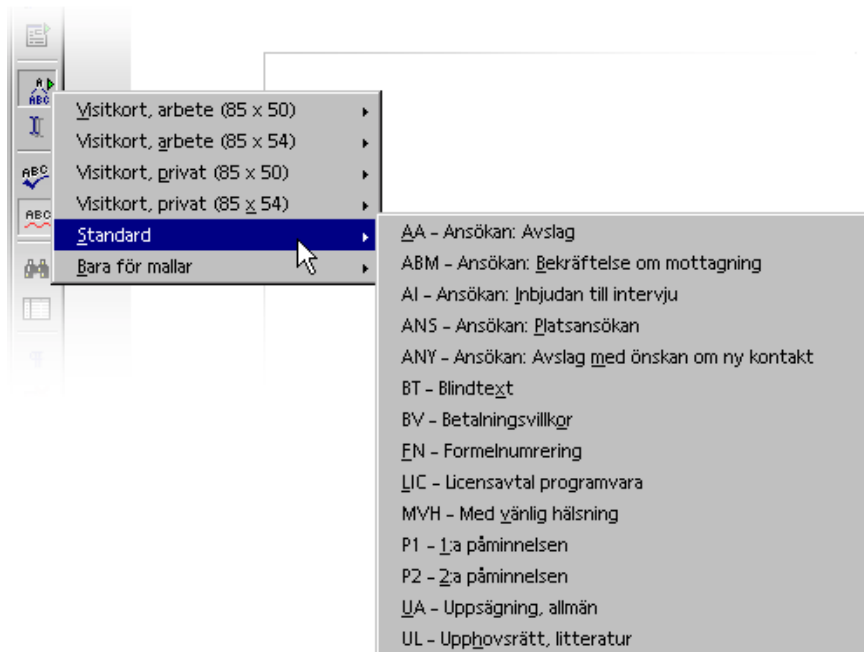 A
ABC
ABC
ABC
Visitkort, arbete (85 x 50)
Visitkort, arbete (85 x 54)
Visitkort, privat (85 x 50)
Visitkort, privat (85 x 54)
Standard
Bara för mallar
AA – Ansökan: Avslag
ABM – Ansökan: Bekräftelse om mottagning
AI – Ansökan: Inbjudan till intervju
ANS – Ansökan: Platsansökan
ANY – Ansökan: Avslag med önskan om ny kontakt
BT – Blindtext
BV – Betalningsvillkor
FN – Formelnumrering
LIC – Licensavtal programvara
MVH – Med vänlig hälsning
P1 – 1:a påminnelsen
P2 – 2:a påminnelsen
UA – Uppsägning, allmän
UL – Upphovsrätt, litteratur